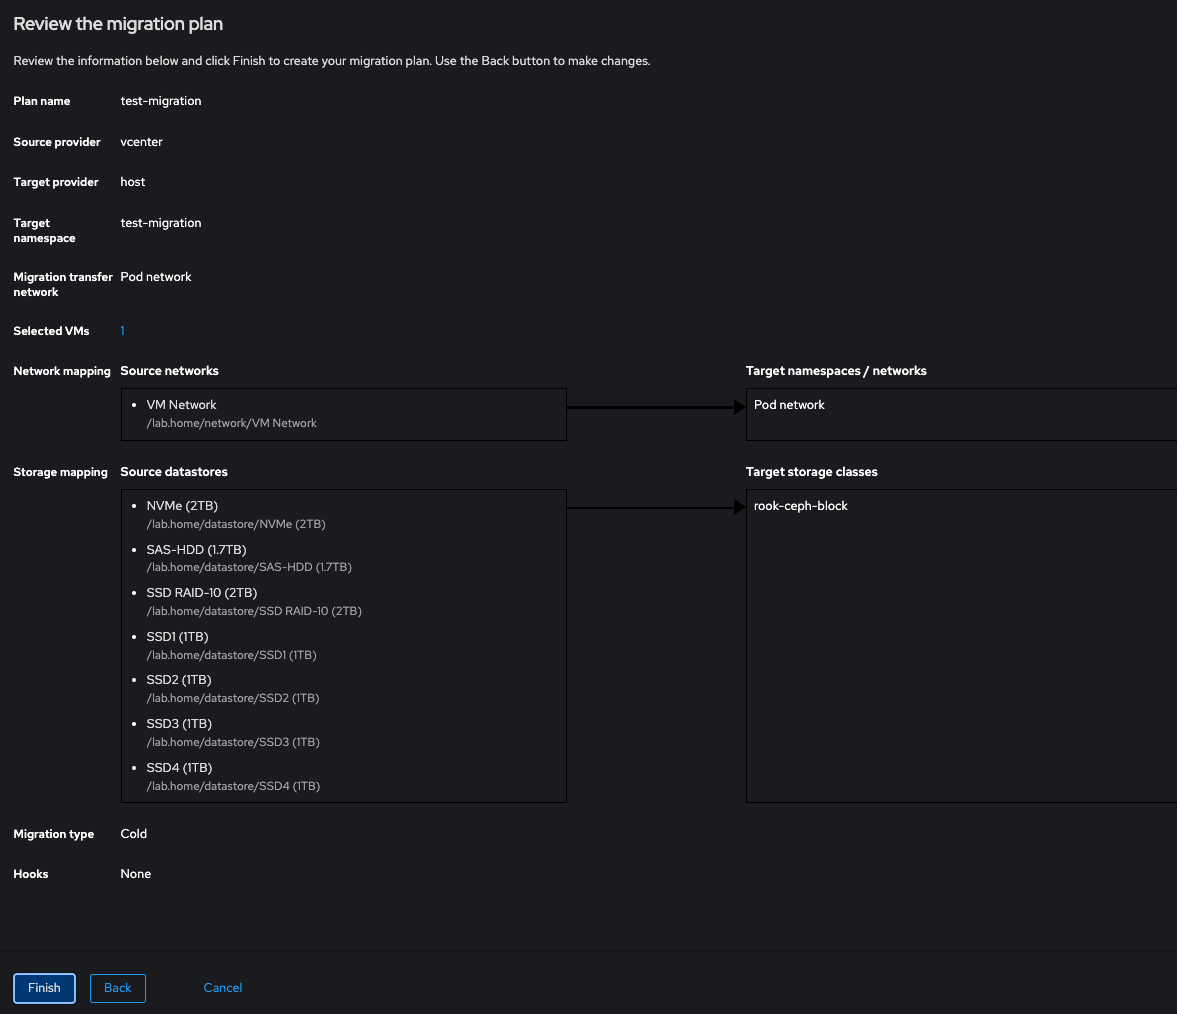 Review the migration plan
Review the information below and click Finish to create your migration plan. Use the Back button to make changes.
Plan name test-migration
Source provider vcenter
Target provider host
Target test-migration
namespace
Migration transfer Pod network
network
Selected VMs 1
Network mapping Source networks Target namespaces / networks
• VM Network Pod network
/lab.home/network/VM Network
Storage mapping Source datastores Target storage classes
• NVMe (2TB) rook-ceph-block
/lab.home/datastore/NVMe (2TB)
• SAS-HDD (1.7TB)
/lab.home/datastore/SAS-HDD (1.7TB)
• SSD RAID-10 (2TB)
/lab.home/datastore/SSD RAID-10 (2TB)
• SSD1 (1TB)
/lab.home/datastore/SSD1 (1TB)
• SSD2 (1TB)
/lab.home/datastore/SSD2 (1TB)
• SSD3 (1TB)
/lab.home/datastore/SSD3 (1TB)
• SSD4 (1TB)
/lab.home/datastore/SSD4 (1TB)
Migration type Cold
Hooks None
Finish Back Cancel